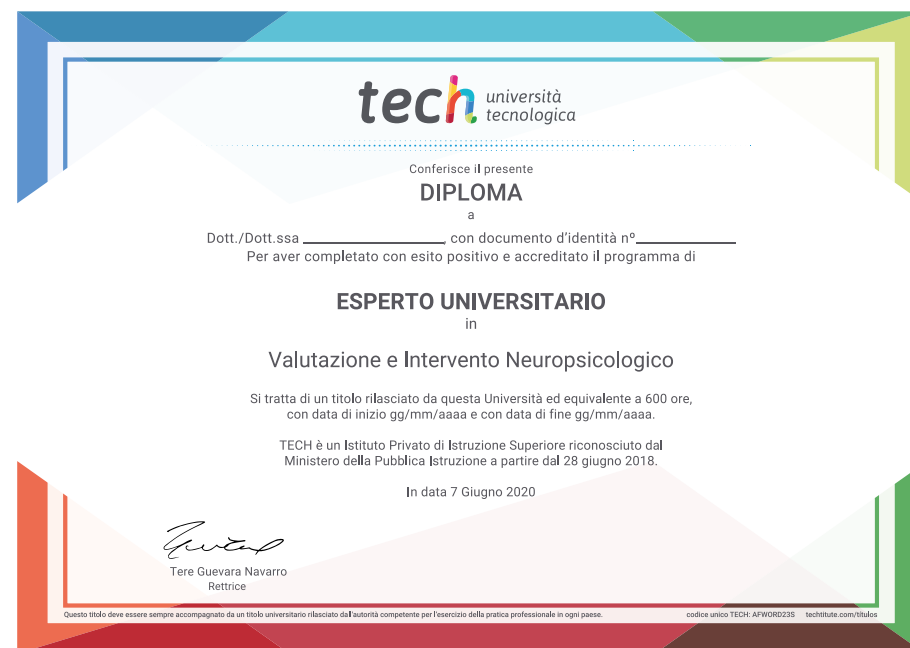 tech università
tecnologica
Conferisce il presente
DIPLOMA
a
Dott./Dott.ssa ____________________, con documento d'identità nº______________
Per aver completato con esito positivo e accreditato il programma di
ESPERTO UNIVERSITARIO
in
Valutazione e Intervento Neuropsicologico
Si tratta di un titolo rilasciato da questa Università ed equivalente a 600 ore,
con data di inizio gg/mm/aaaa e con data di fine gg/mm/aaaa.
TECH è un Istituto Privato di Istruzione Superiore riconosciuto dal
Ministero della Pubblica Istruzione a partire dal 28 giugno 2018.
In data 7 Giugno 2020
Tere Guevara Navarro
Rettrice
Questo titolo deve essere sempre accompagnato da un titolo universitario rilasciato dall'autorità competente per l'esercizio della pratica professionale in ogni paese. codice unico TECH: AFWORD23S techtitute.com/titulos